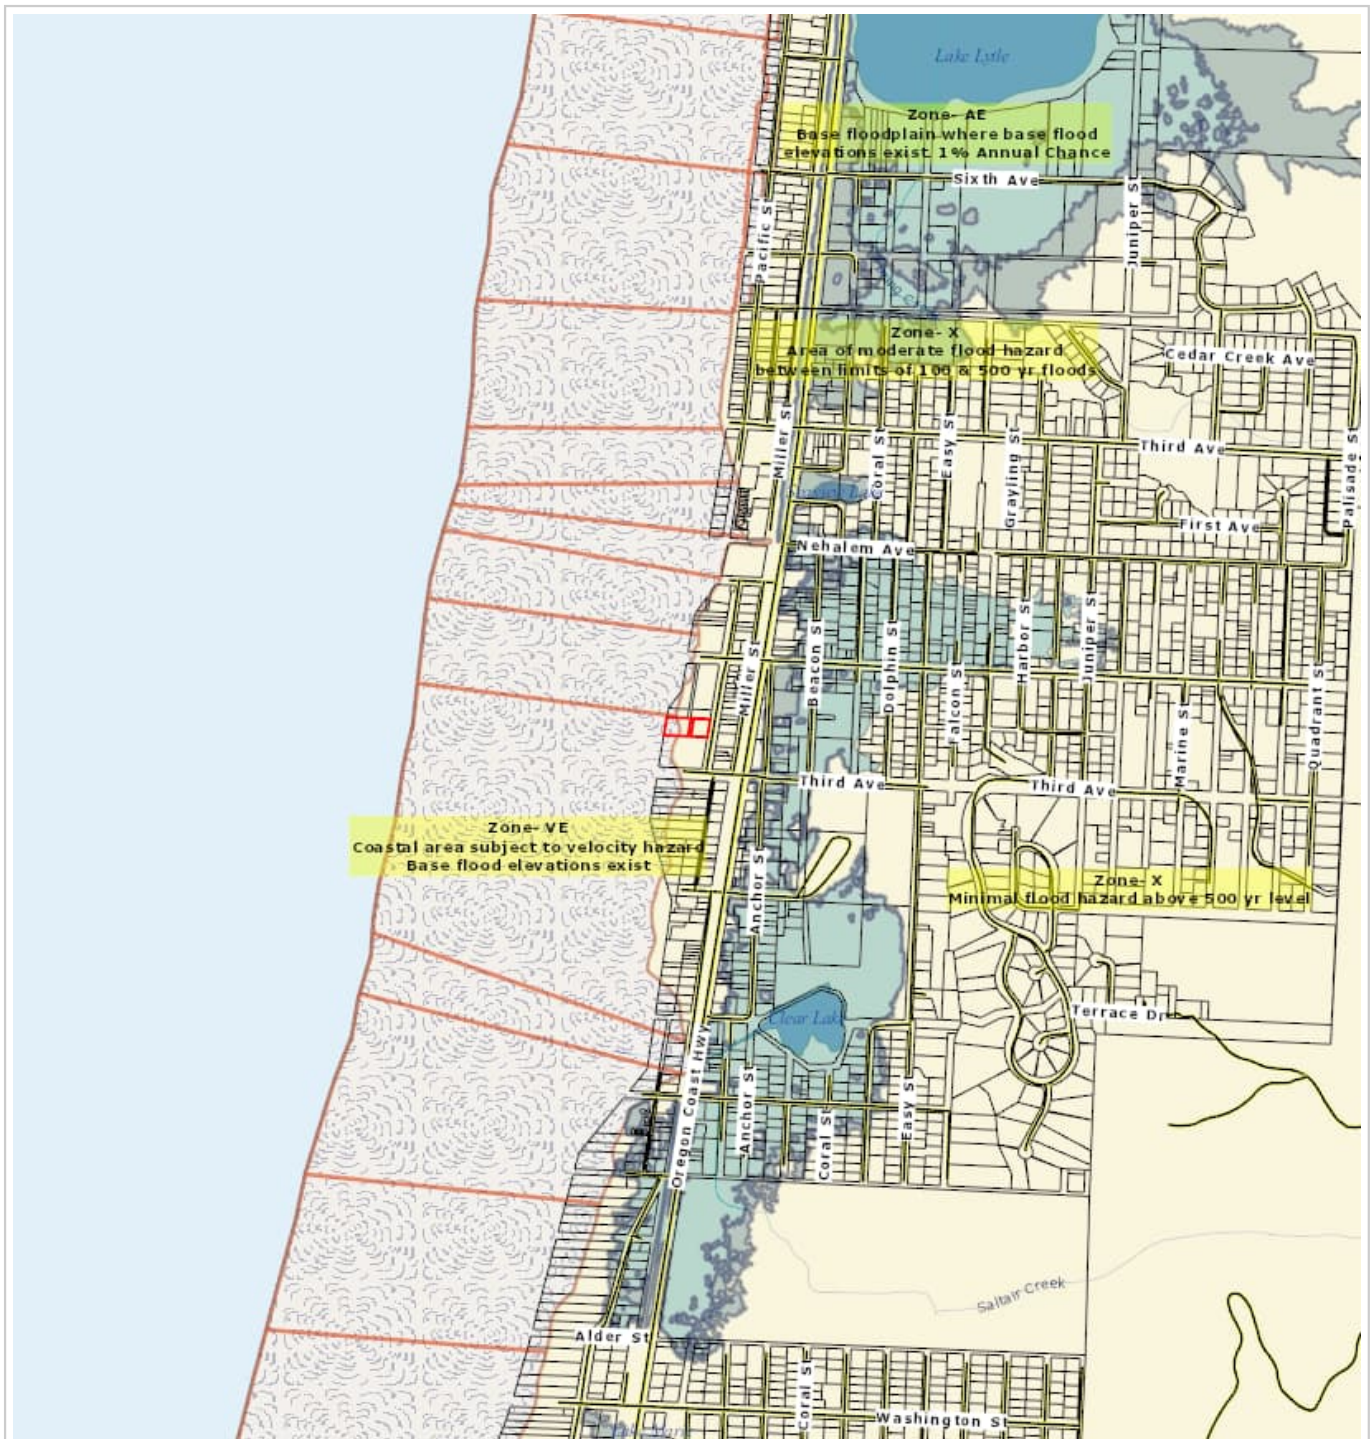 Lake Lytle
Zone- AE
Base floodplain where base flood
elevations exist. 1% Annual Chance
Sixth Ave
Juniper St
Pacific St
Zone- X
Area of moderate flood hazard
between limits of 100 & 500 yr floods
Cedar Creek Ave
Miller St
Coral St
Easy St
Grayling St
Third Ave
Palisade St
First Ave
Nehalem Ave
Miller St
Beacon St
Dolphin St
Falcon St
Harbor St
Juniper St
Marine St
Quadrant St
Third Ave
Third Ave
Zone- VE
Coastal area subject to velocity hazard
Base flood elevations exist
Anchor St
Zone- X
Minimal flood hazard above 500 yr level
Clear Lake
Terrace Dr
Oregon Coast Hwy
Anchor St
Coral St
Easy St
Saltair Creek
Alder St
Coral St
Washington St